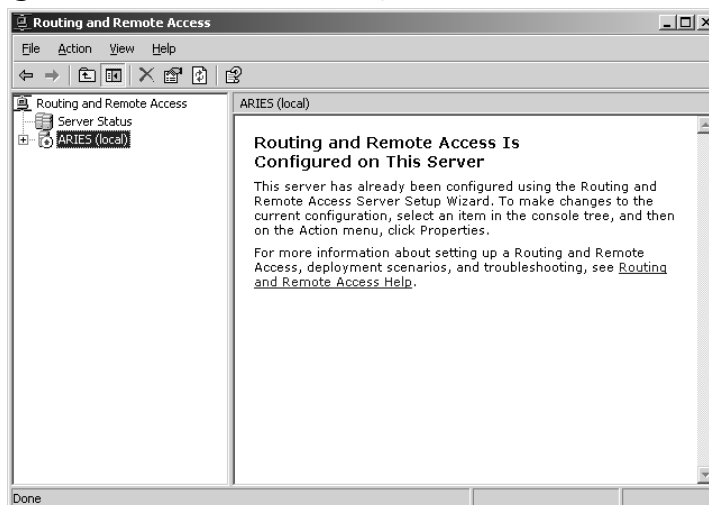 Routing and Remote Access
File Action View Help
Routing and Remote Access
Server Status
ARIES (local)
ARIES (local)
Routing and Remote Access Is
Configured on This Server
This server has already been configured using the Routing and
Remote Access Server Setup Wizard. To make changes to the
current configuration, select an item in the console tree, and then
on the Action menu, click Properties.
For more information about setting up a Routing and Remote
Access, deployment scenarios, and troubleshooting, see Routing
and Remote Access Help.
Done